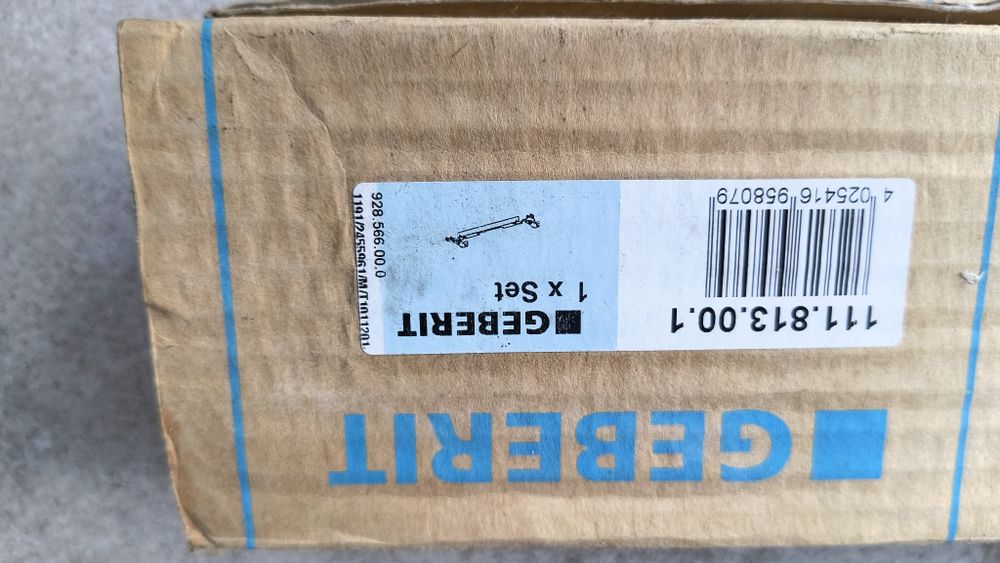 GEBERIT
111.813.00.1
4 025416 958079
GEBERIT
1 x Set
928.566.00.0